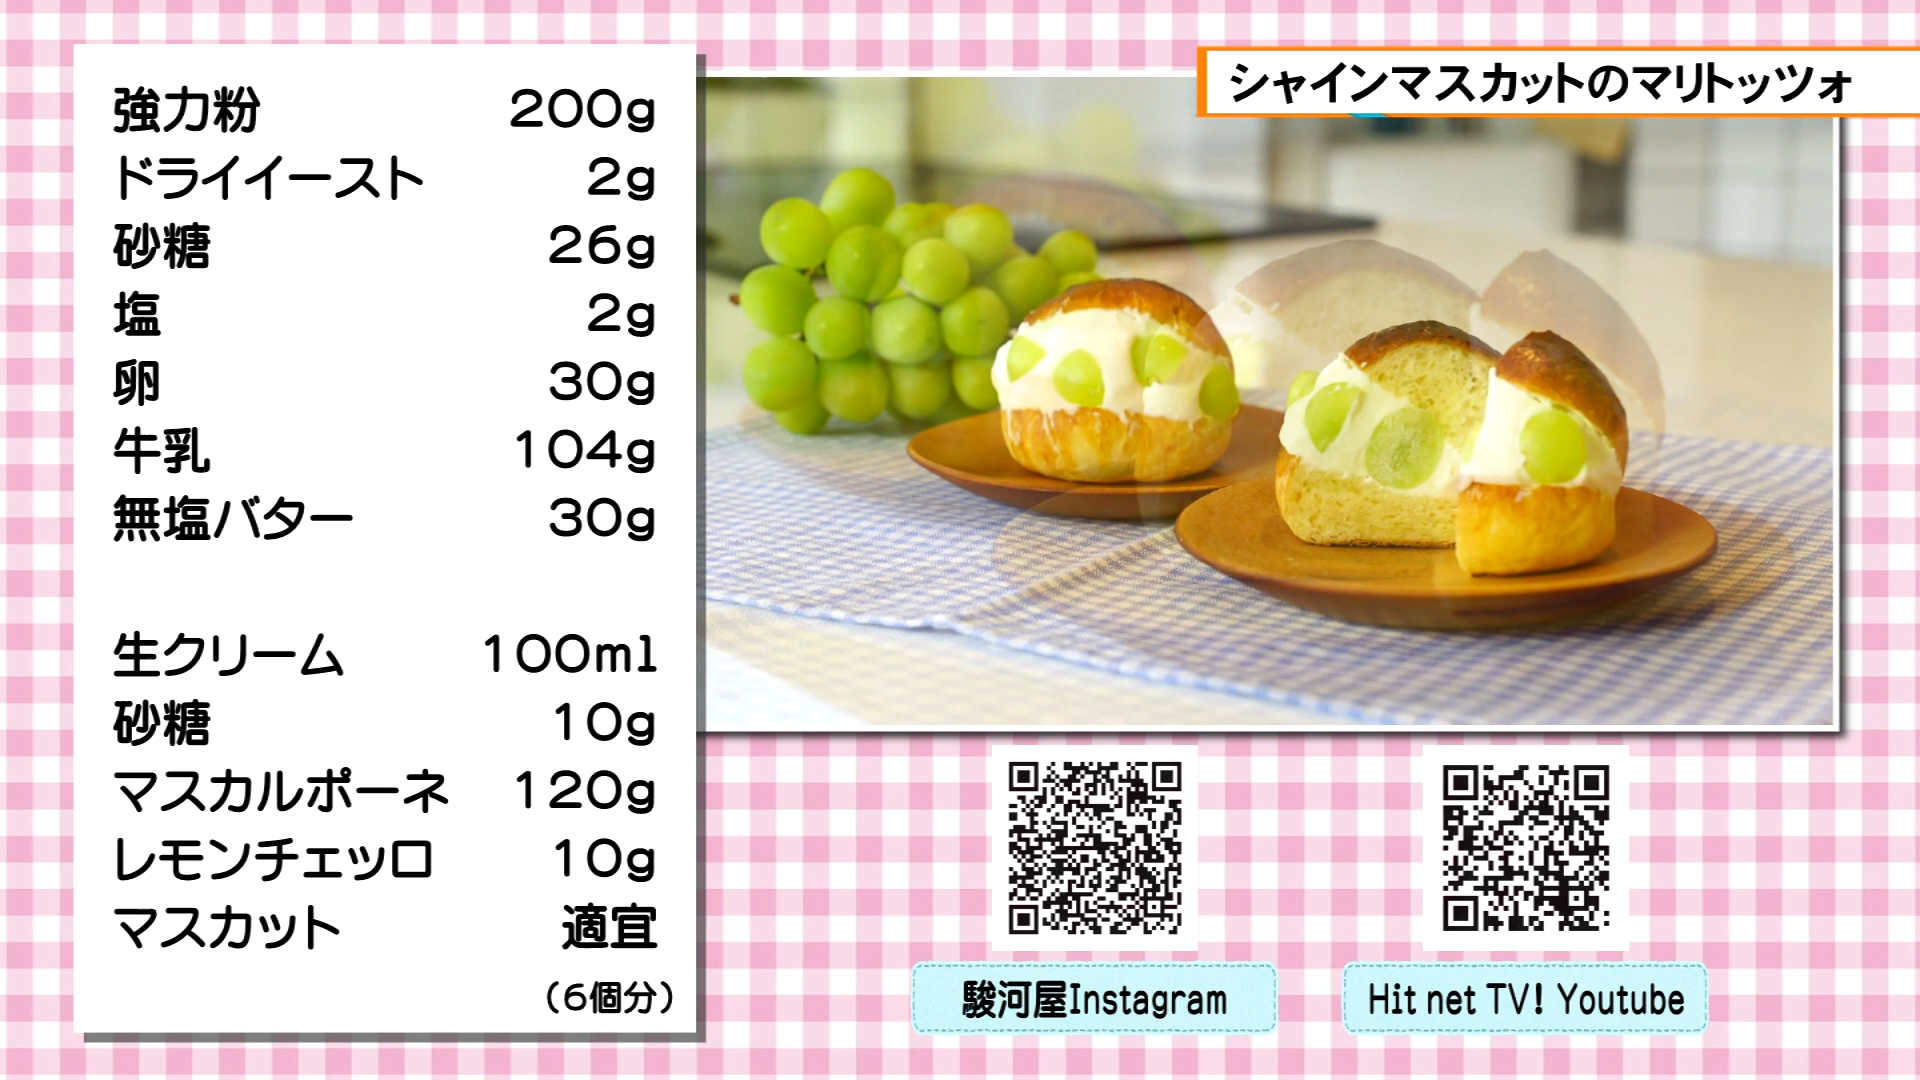 シャインマスカットのマリトッツォ
強力粉 200g
ドライイースト 2g
砂糖 26g
塩 2g
卵 30g
牛乳 104g
無塩バター 30g
生クリーム 100ml
砂糖 10g
マスカルポーネ 120g
レモンチェッロ 10g
マスカット 適宜
(6個分)
駿河屋Instagram
Hit net TV! Youtube